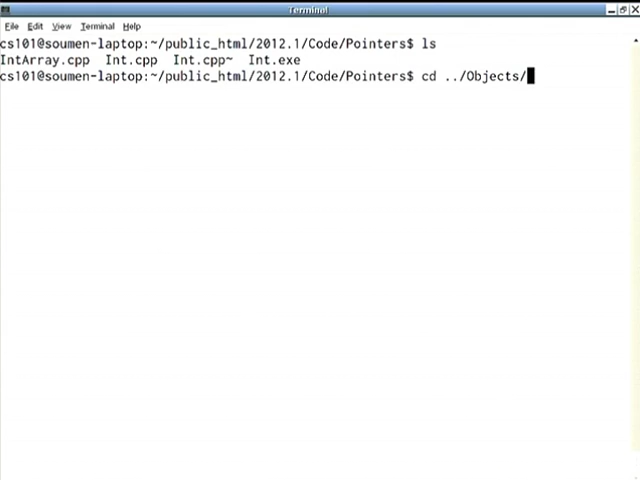 Terminal
File Edit View Terminal Help
cs101@soumen-laptop:~/public_html/2012.1/Code/Pointers$ ls
IntArray.cpp  Int.cpp  Int.cpp~  Int.exe
cs101@soumen-laptop:~/public_html/2012.1/Code/Pointers$ cd ../Objects/